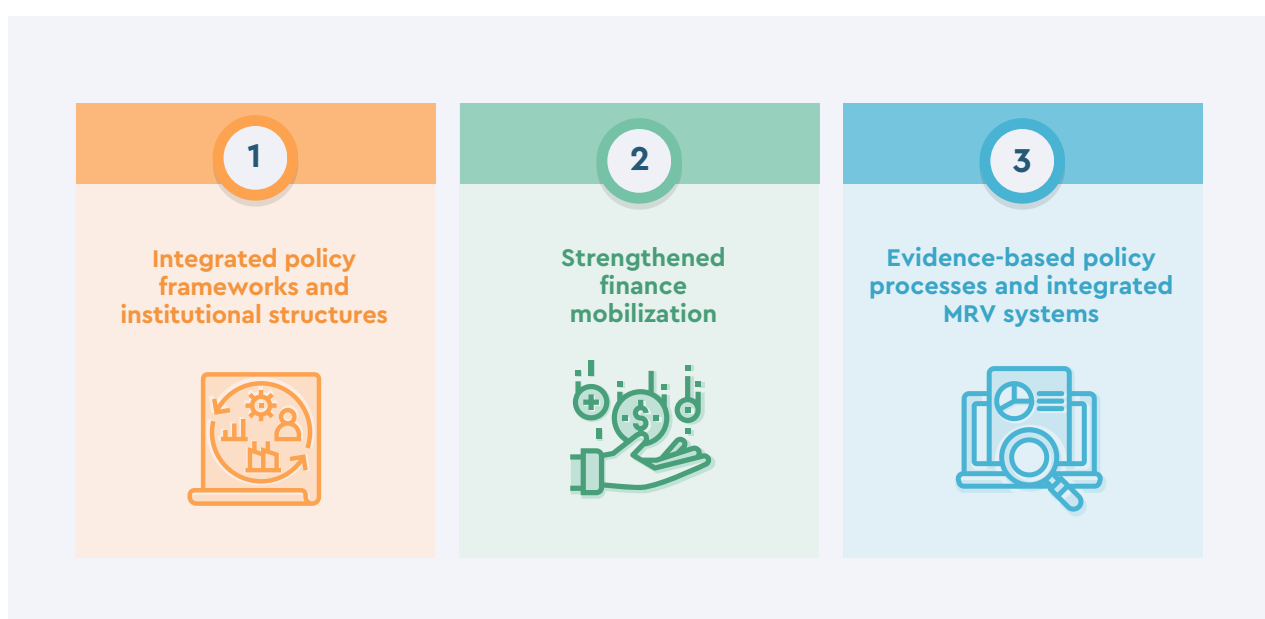 1
Integrated policy
frameworks and
institutional structures
2
Strengthened
finance
mobilization
$
3
Evidence-based policy
processes and integrated
MRV systems